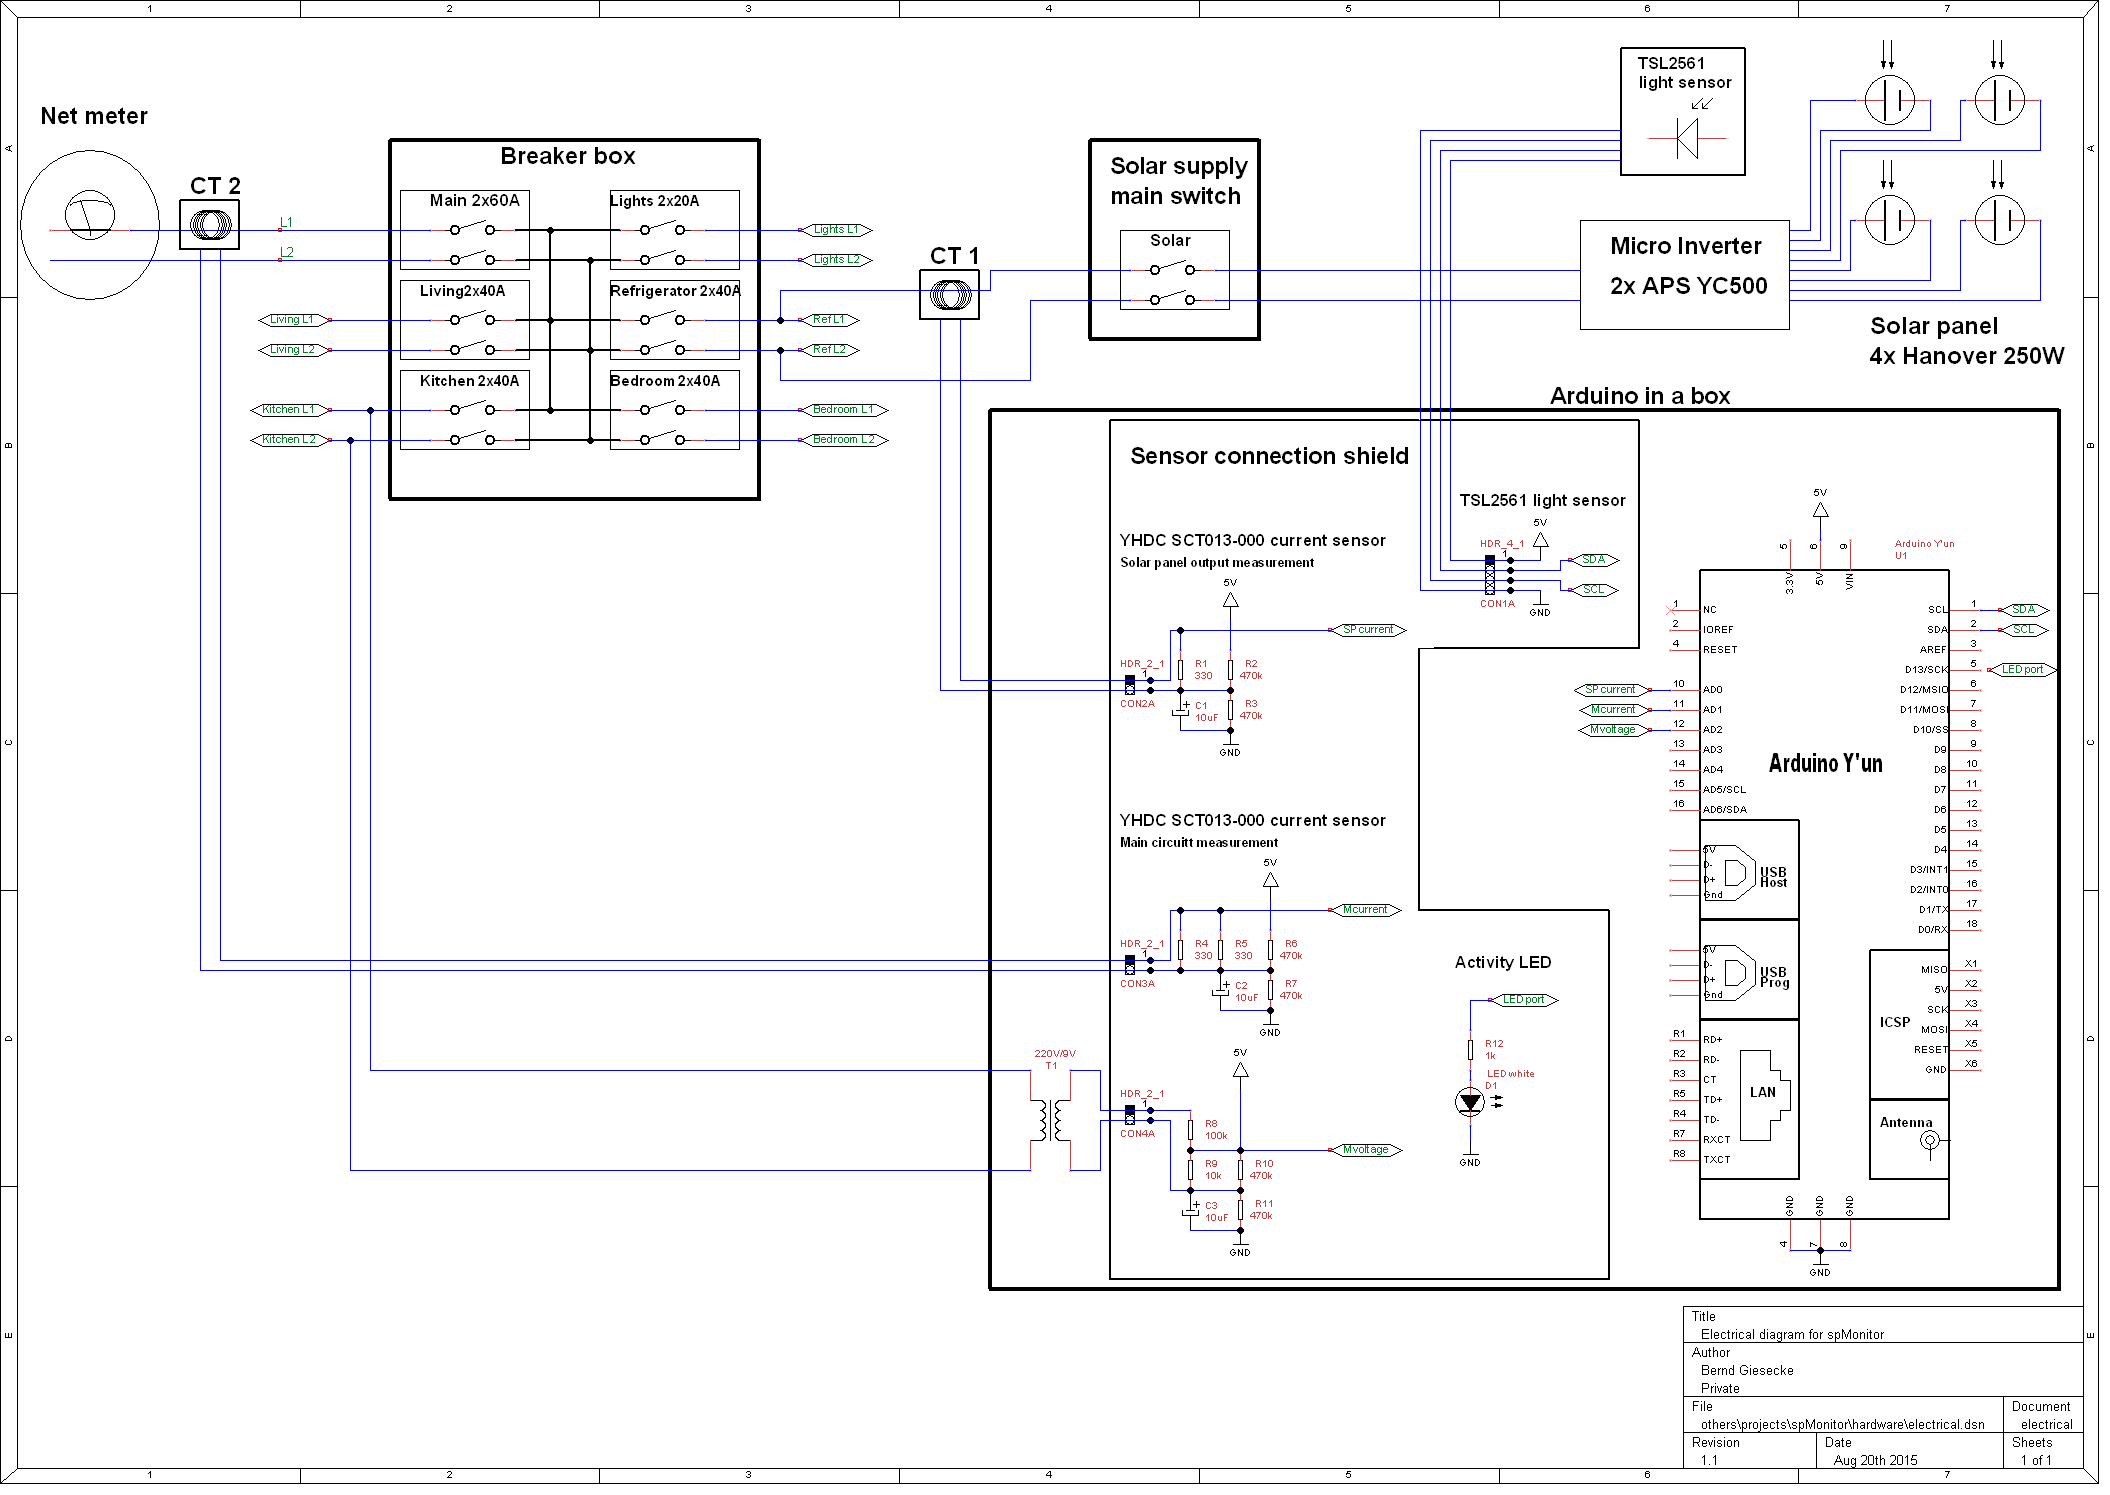 1 2 3 4 5 6 7
A
B
C
D
E
A
B
C
D
E
Net meter
CT 2
L1
L2
Breaker box
Main 2x60A
Lights 2x20A
Living2x40A
Refrigerator 2x40A
Kitchen 2x40A
Bedroom 2x40A
Living L1
Living L2
Kitchen L1
Kitchen L2
Lights L1
Lights L2
Ref L1
Ref L2
Bedroom L1
Bedroom L2
CT 1
Solar supply
main switch
Solar
TSL2561
light sensor
Micro Inverter
2x APS YC500
Solar panel
4x Hanover 250W
Arduino in a box
Sensor connection shield
TSL2561 light sensor
5V
HDR_4_1
1
CON1A
SDA
SCL
GND
YHDC SCT013-000 current sensor
Solar panel output measurement
5V
SP current
HDR_2_1
1
CON2A
R1
330
R2
470k
C1
10uF
R3
470k
GND
YHDC SCT013-000 current sensor
Main circuitt measurement
5V
Mcurrent
HDR_2_1
1
CON3A
R4
330
R5
330
R6
470k
C2
10uF
R7
470k
GND
220V/9V
T1
5V
HDR_2_1
1
CON4A
R8
100k
Mvoltage
R9
10k
R10
470k
C3
10uF
R11
470k
GND
Activity LED
LED port
R12
1k
LED white
D1
GND
5V
Arduino Y'un
U1
5 6 9
3.3V 5V VIN
1 NC
2 IOREF
4 RESET
SP current 10 AD0
Mcurrent 11 AD1
Mvoltage 12 AD2
13 AD3
14 AD4
15 AD5/SCL
16 AD6/SDA
Arduino Y'un
SCL 1 SDA
SDA 2 SCL
AREF 3
D13/SCK 5 LED port
D12/MSIO 6
D11/MOSI 7
D10/SS 8
D9 9
D8 10
D7 11
D6 12
D5 13
D4 14
D3/INT1 15
D2/INT0 16
D1/TX 17
D0/RX 18
5V
D-
D+
Gnd
USB
Host
5V
D-
D+
Gnd
USB
Prog
R1 RD+
R2 RD-
R3 CT
R5 TD+
R4 TD-
R7 RXCT
R8 TXCT
LAN
ICSP
MISO X1
5V X2
SCK X3
MOSI X4
RESET X5
GND X6
Antenna
GND GND GND
4 7 8
GND
Title
Electrical diagram for spMonitor
Author
Bernd Giesecke
Private
File
others\projects\spMonitor\hardware\electrical.dsn
Document
electrical
Revision
1.1
Date
Aug 20th 2015
Sheets
1 of 1
1 2 3 4 5 6 7